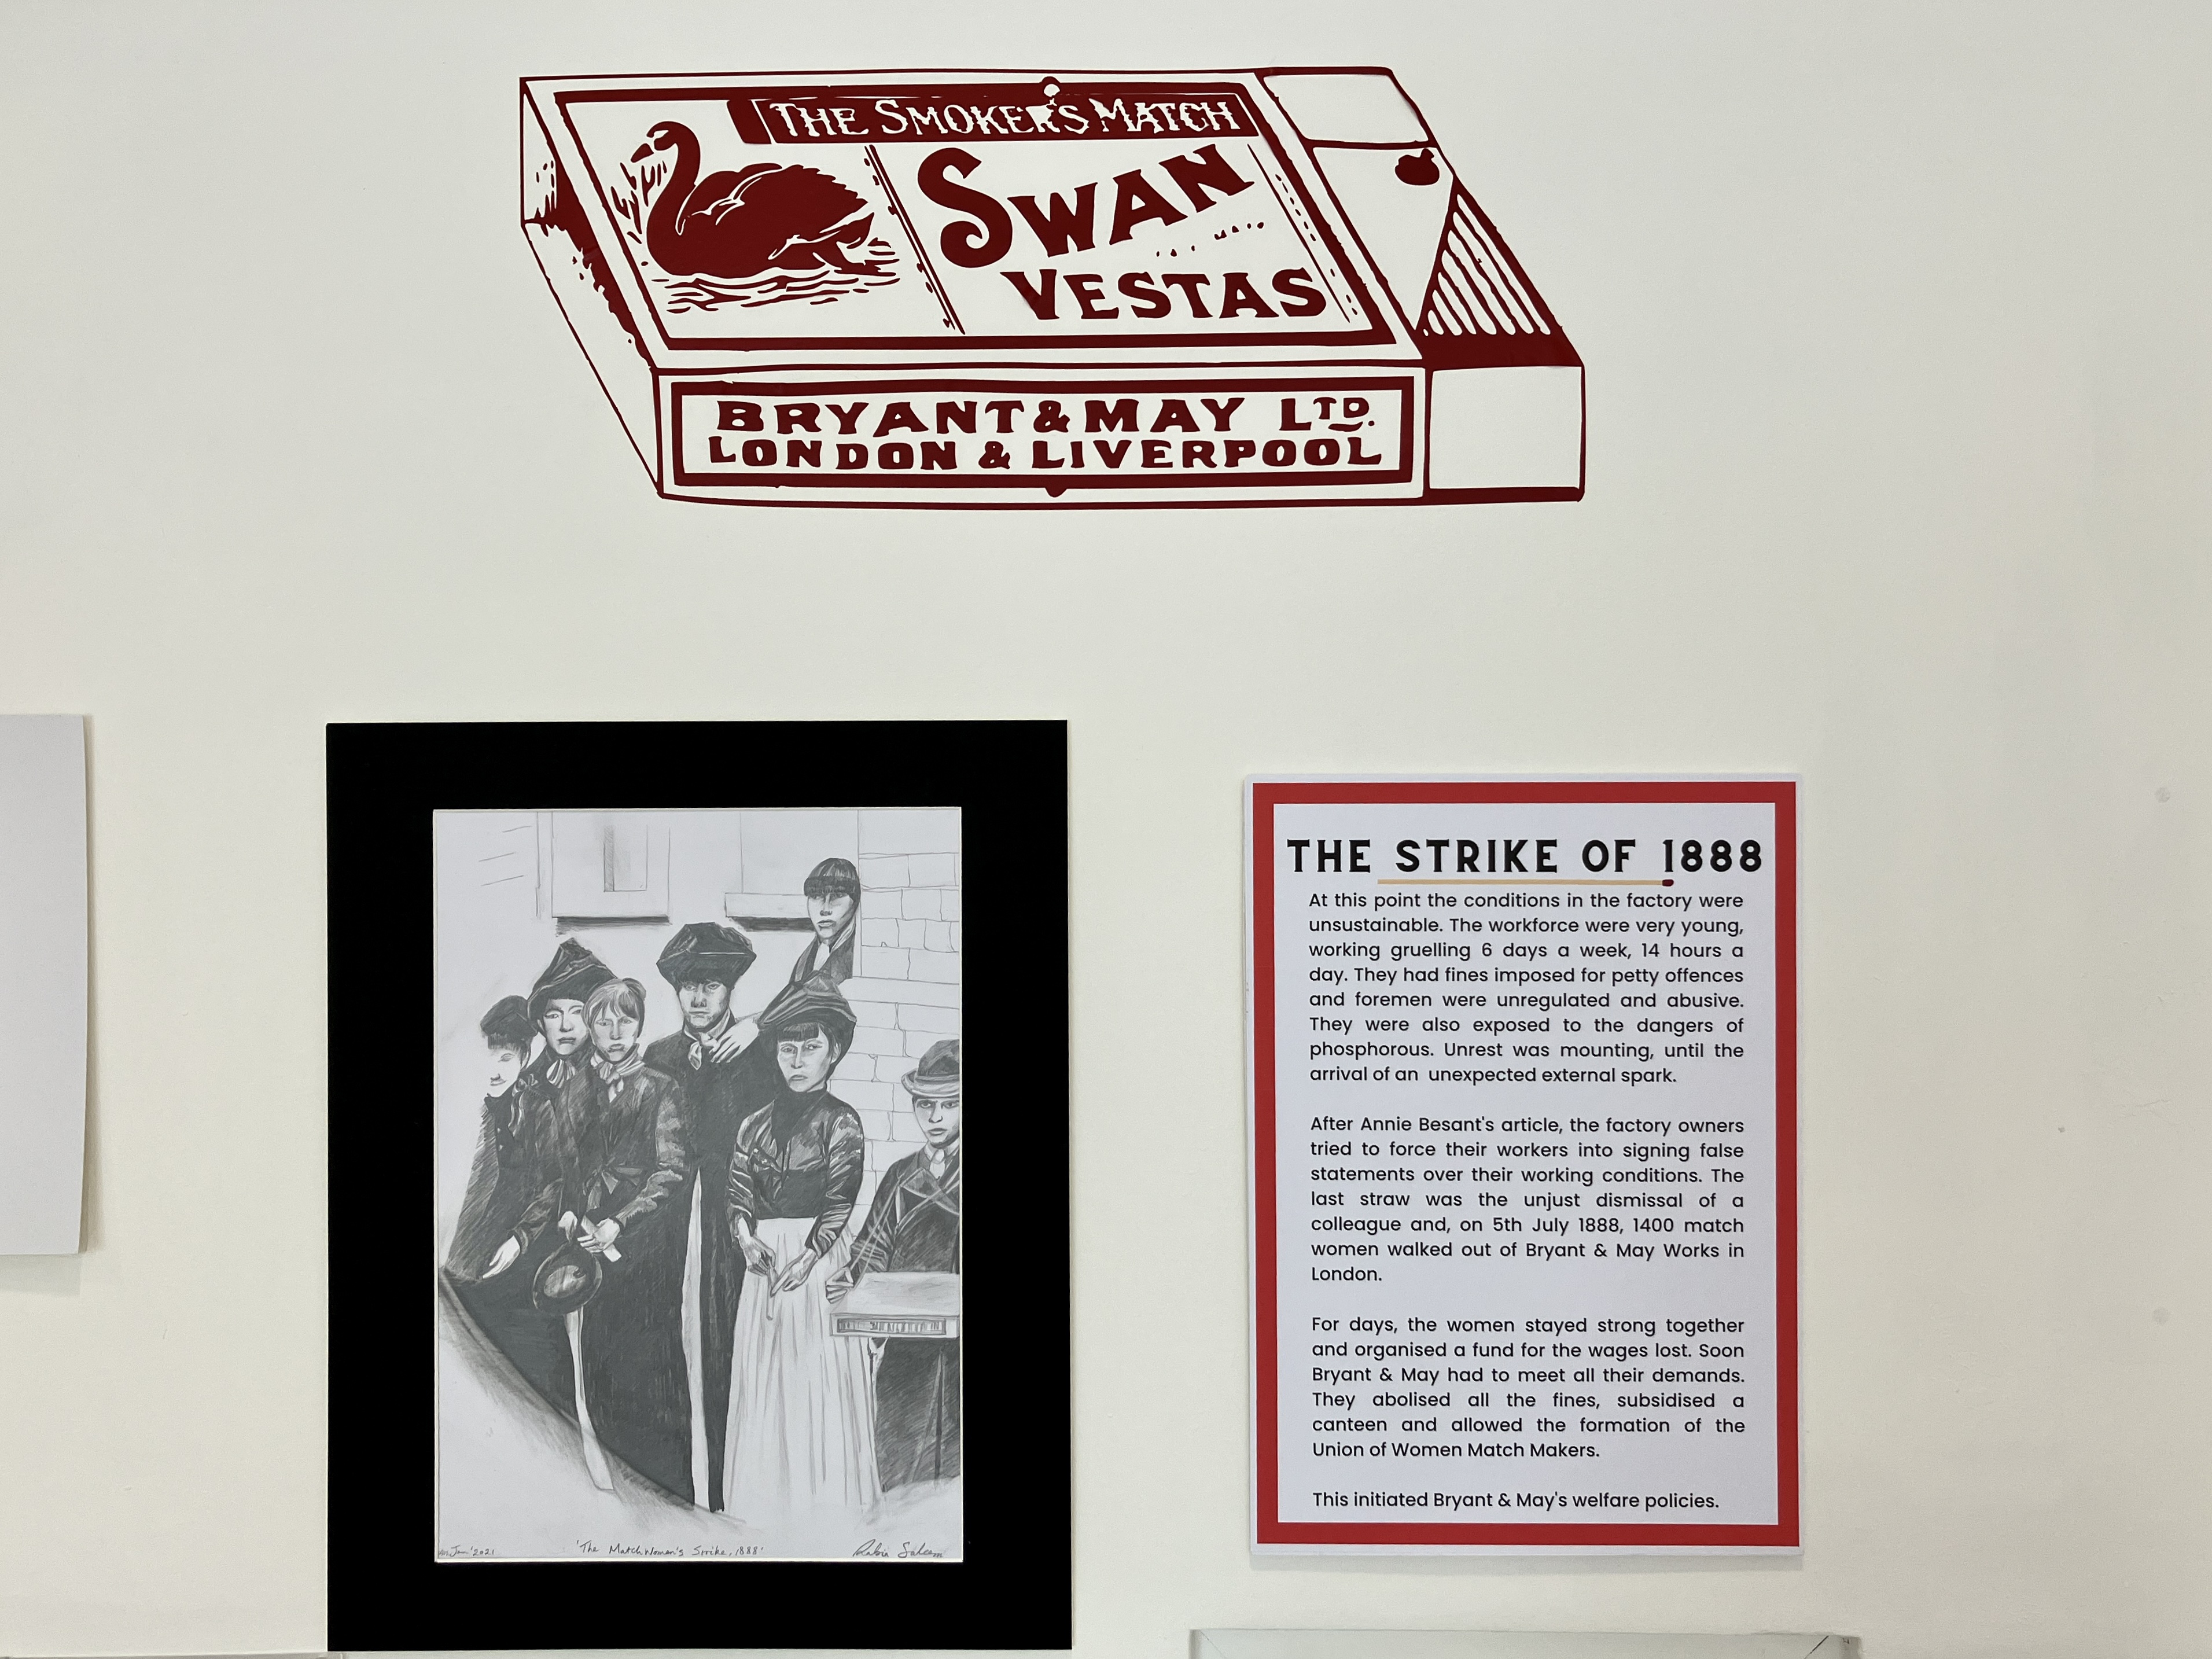 THE SMOKER'S MATCH
SWAN
VESTAS
BRYANT & MAY LTD.
LONDON & LIVERPOOL
THE STRIKE OF 1888
At this point the conditions in the factory were
unsustainable. The workforce were very young,
working gruelling 6 days a week, 14 hours a
day. They had fines imposed for petty offences
and foremen were unregulated and abusive.
They were also exposed to the dangers of
phosphorous. Unrest was mounting, until the
arrival of an unexpected external spark.
After Annie Besant's article, the factory owners
tried to force their workers into signing false
statements over their working conditions. The
last straw was the unjust dismissal of a
colleague and, on 5th July 1888, 1400 match
women walked out of Bryant & May Works in
London.
For days, the women stayed strong together
and organised a fund for the wages lost. Soon
Bryant & May had to meet all their demands.
They abolised all the fines, subsidised a
canteen and allowed the formation of the
Union of Women Match Makers.
This initiated Bryant & May's welfare policies.
Jan '2021
'The Match Women's Strike, 1888'
Rabia Saleem